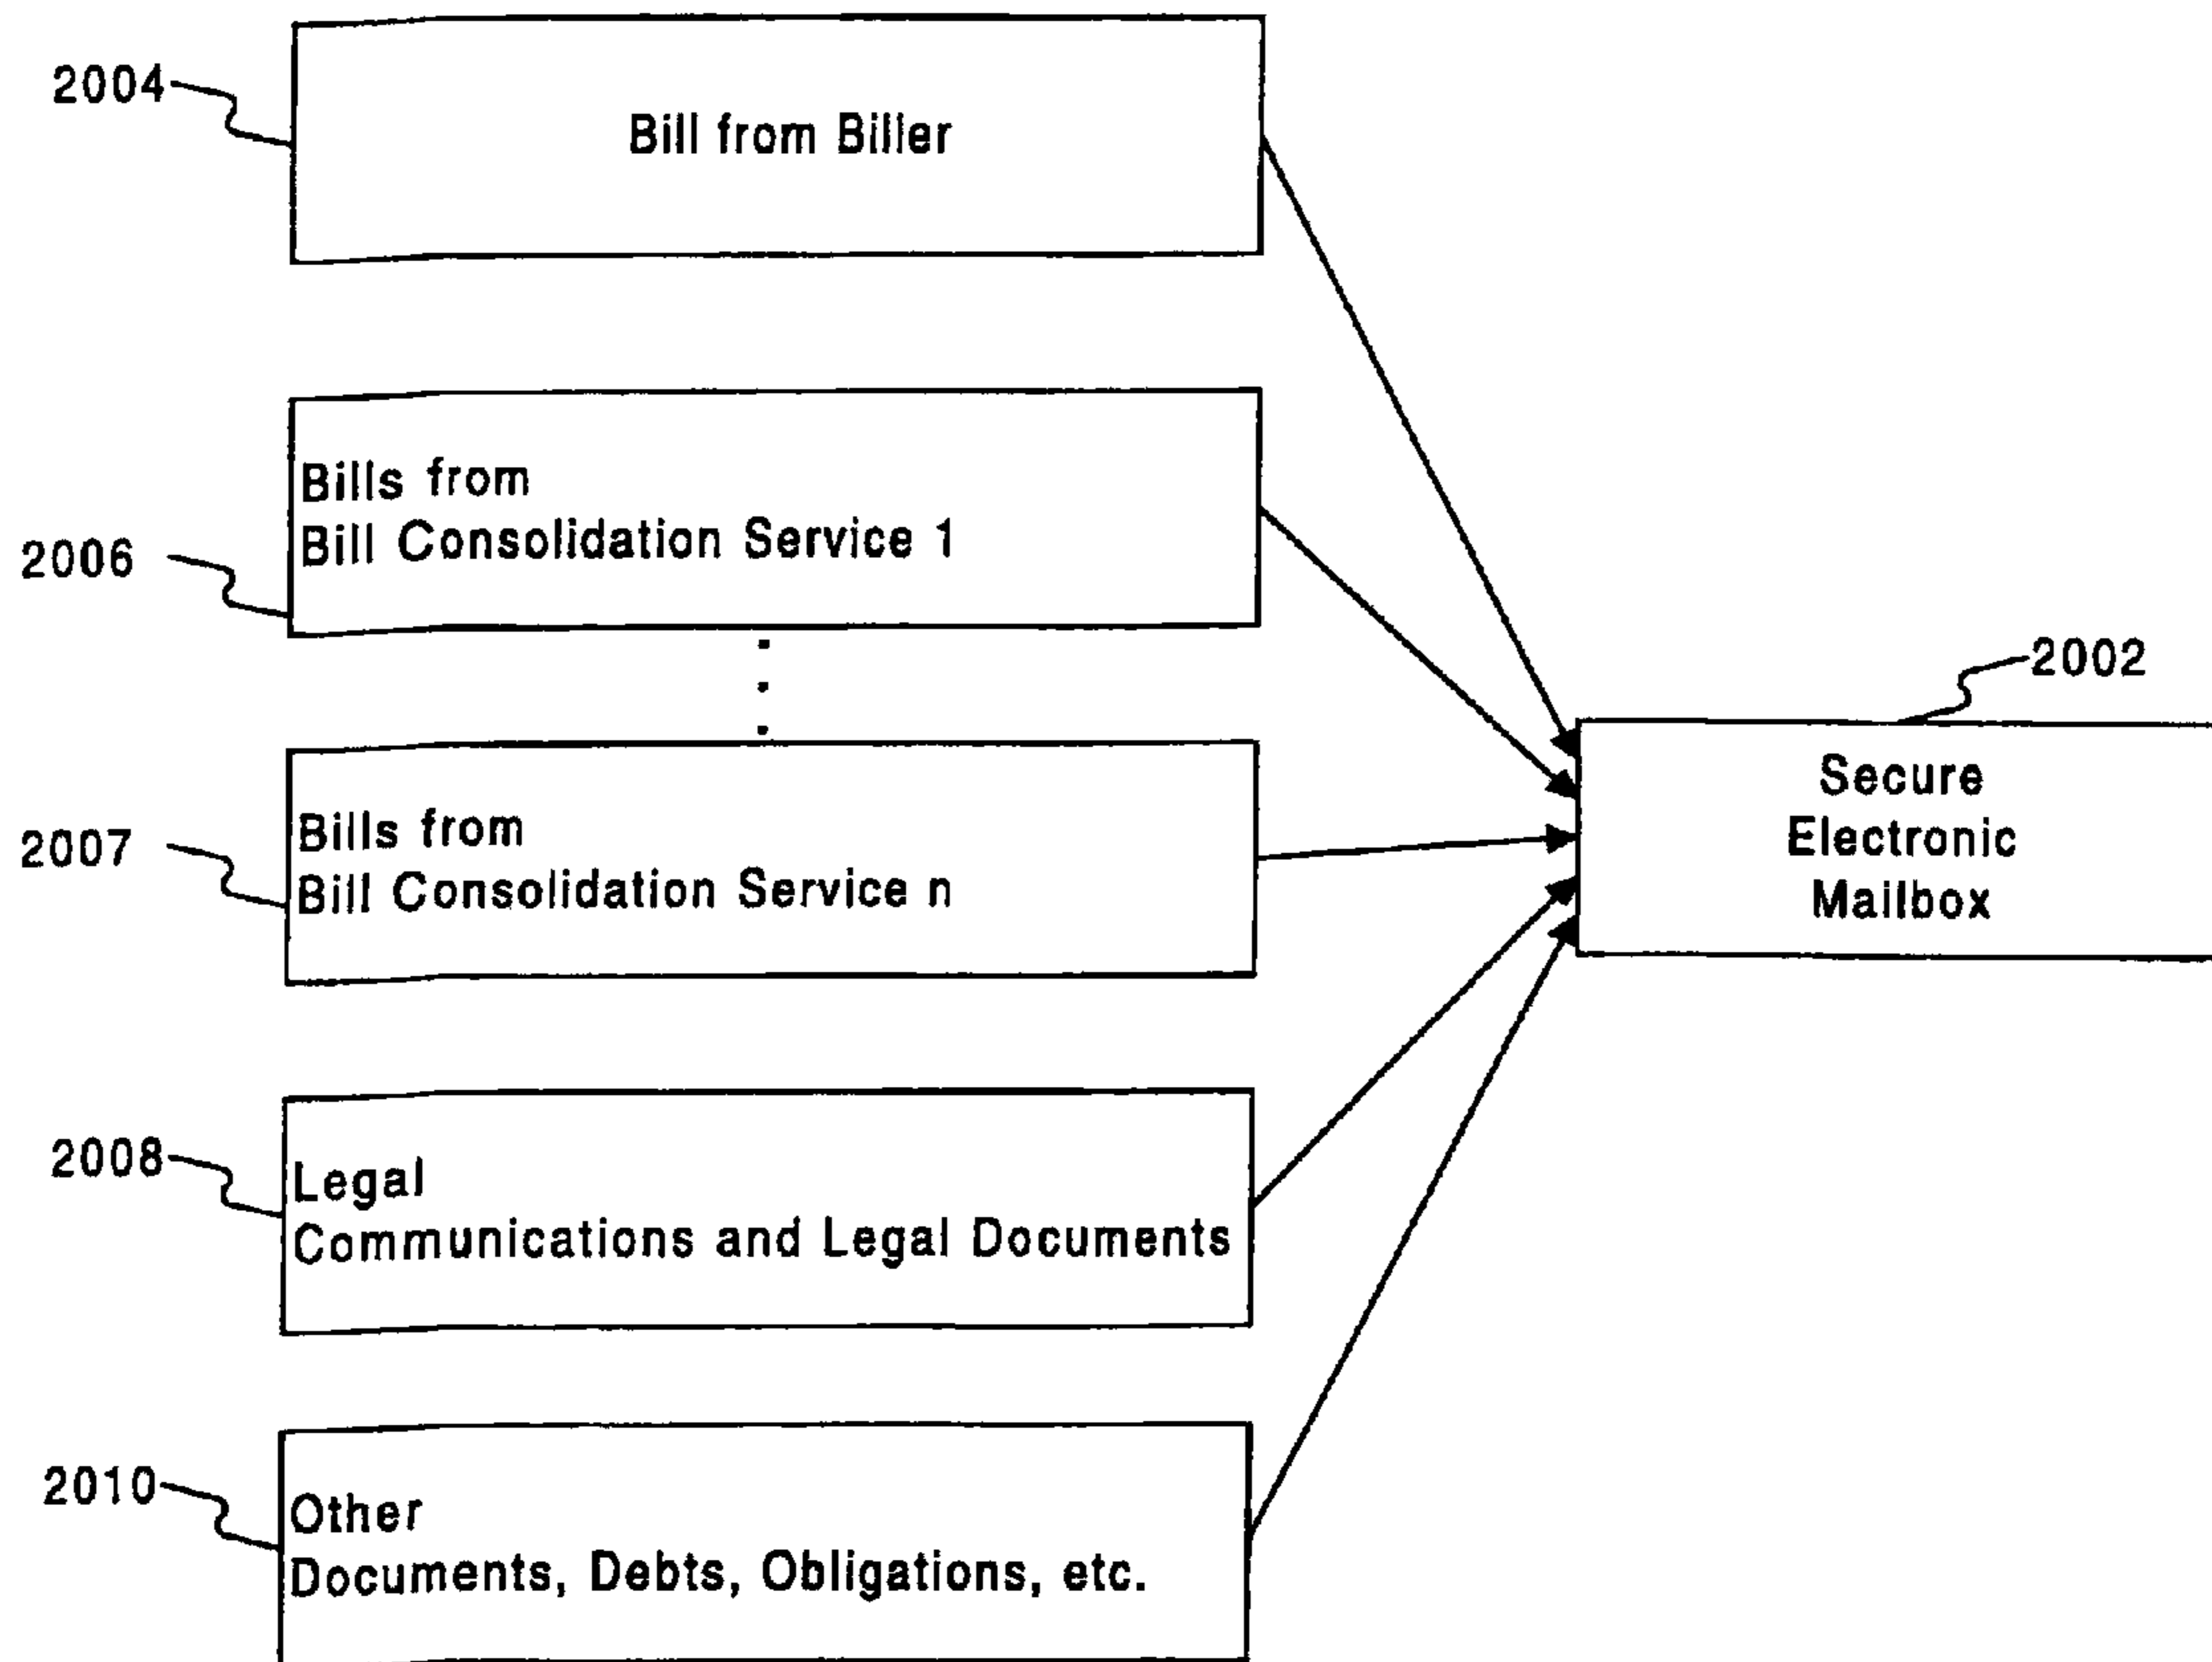 2004
Bill from Biller
Bills from
Bill Consolidation Service 1
2006
2002
Secure
Electronic
Mailbox
Bills from
Bill Consolidation Service n
2007
2008
Legal
Communications and Legal Documents
2010
Other
Documents, Debts, Obligations, etc.